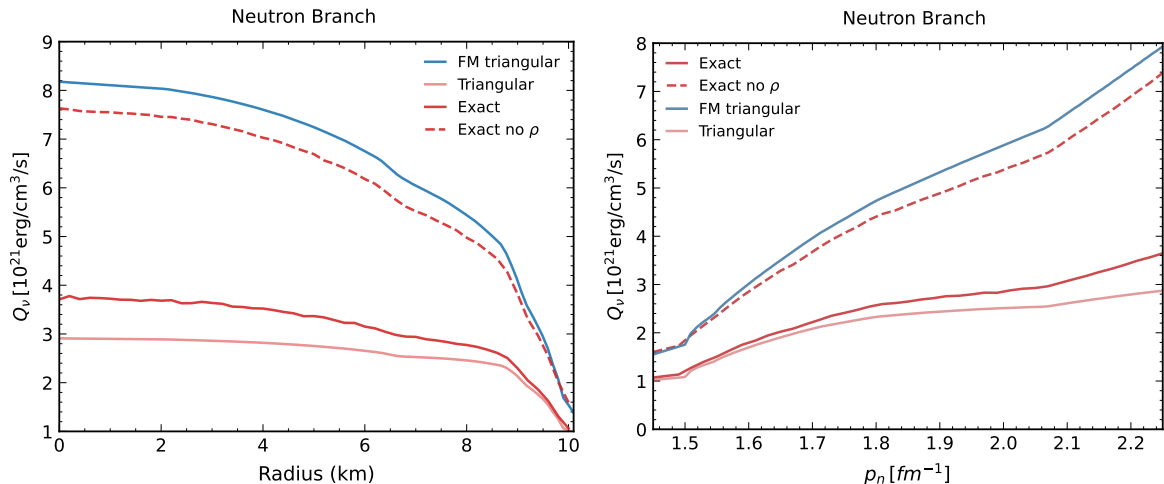 Neutron Branch
9
8
7
6
5
4
3
2
1
Q_ν [10^21 erg/cm^3/s]
FM triangular
Triangular
Exact
Exact no ρ
0
2
4
6
8
10
Radius (km)
Neutron Branch
8
7
6
5
4
3
2
1
0
Q_ν [10^21 erg/cm^3/s]
Exact
Exact no ρ
FM triangular
Triangular
1.5
1.6
1.7
1.8
1.9
2.0
2.1
2.2
p_n [fm^−1]